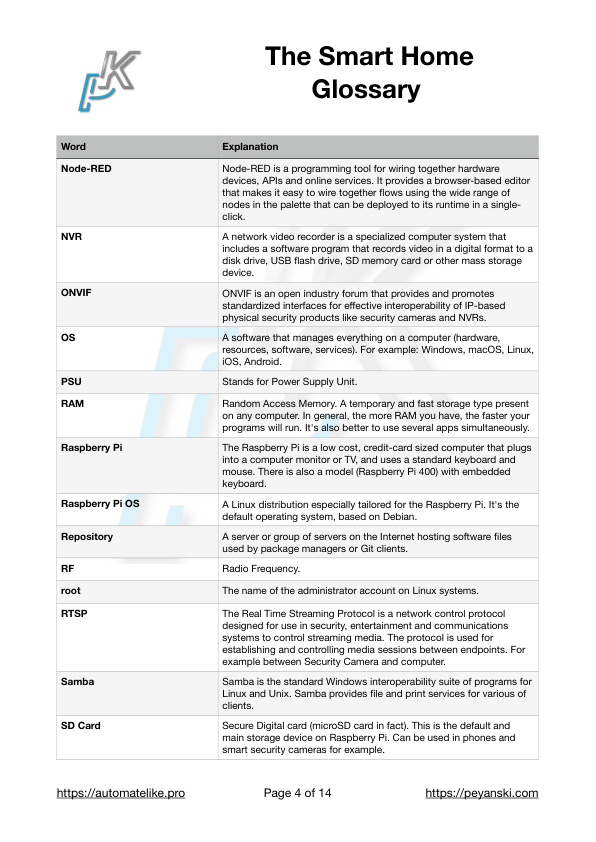 The Smart Home
Glossary
Word Explanation
Node-RED Node-RED is a programming tool for wiring together hardware
devices, APIs and online services. It provides a browser-based editor
that makes it easy to wire together flows using the wide range of
nodes in the palette that can be deployed to its runtime in a single-
click.
NVR A network video recorder is a specialized computer system that
includes a software program that records video in a digital format to a
disk drive, USB flash drive, SD memory card or other mass storage
device.
ONVIF ONVIF is an open industry forum that provides and promotes
standardized interfaces for effective interoperability of IP-based
physical security products like security cameras and NVRs.
OS A software that manages everything on a computer (hardware,
resources, software, services). For example: Windows, macOS, Linux,
iOS, Android.
PSU Stands for Power Supply Unit.
RAM Random Access Memory. A temporary and fast storage type present
on any computer. In general, the more RAM you have, the faster your
programs will run. It's also better to use several apps simultaneously.
Raspberry Pi The Raspberry Pi is a low cost, credit-card sized computer that plugs
into a computer monitor or TV, and uses a standard keyboard and
mouse. There is also a model (Raspberry Pi 400) with embedded
keyboard.
Raspberry Pi OS A Linux distribution especially tailored for the Raspberry Pi. It's the
default operating system, based on Debian.
Repository A server or group of servers on the Internet hosting software files
used by package managers or Git clients.
RF Radio Frequency.
root The name of the administrator account on Linux systems.
RTSP The Real Time Streaming Protocol is a network control protocol
designed for use in security, entertainment and communications
systems to control streaming media. The protocol is used for
establishing and controlling media sessions between endpoints. For
example between Security Camera and computer.
Samba Samba is the standard Windows interoperability suite of programs for
Linux and Unix. Samba provides file and print services for various of
clients.
SD Card Secure Digital card (microSD card in fact). This is the default and
main storage device on Raspberry Pi. Can be used in phones and
smart security cameras for example.
https://automatelike.pro Page 4 of 14 https://peyanski.com